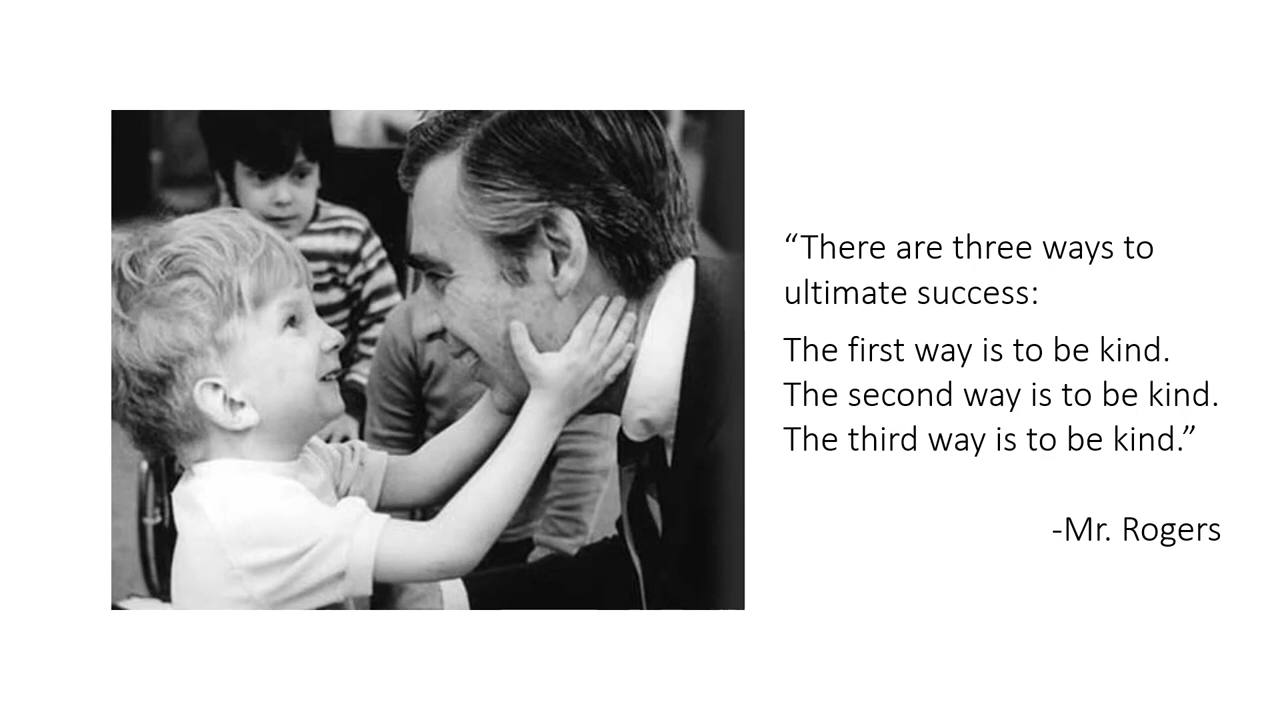 “There are three ways to
ultimate success:
The first way is to be kind.
The second way is to be kind.
The third way is to be kind.”
-Mr. Rogers